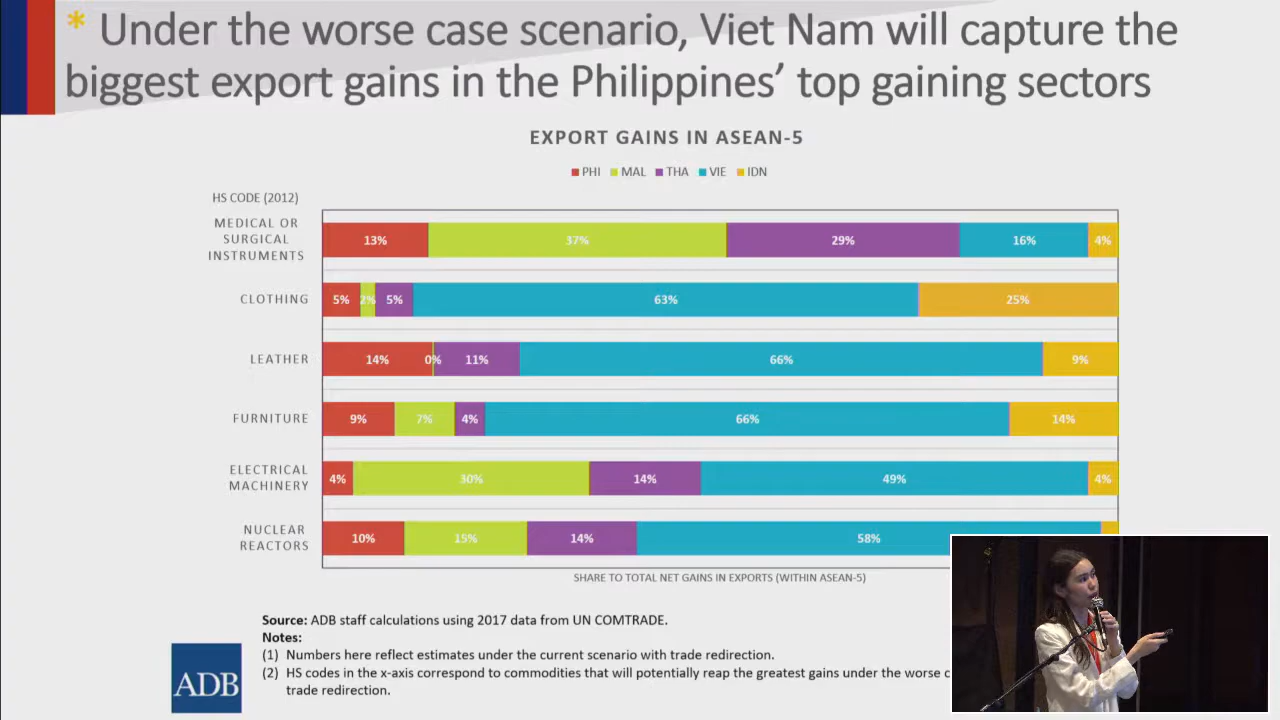 * Under the worse case scenario, Viet Nam will capture the
biggest export gains in the Philippines’ top gaining sectors
EXPORT GAINS IN ASEAN-5
PHI MAL THA VIE IDN
HS CODE (2012)
MEDICAL OR
SURGICAL
INSTRUMENTS
13% 37% 29% 16% 4%
CLOTHING 5% 2% 5% 63% 25%
LEATHER 14% 0% 11% 66% 9%
FURNITURE 9% 7% 4% 66% 14%
ELECTRICAL
MACHINERY
4% 30% 14% 49% 4%
NUCLEAR
REACTORS
10% 15% 14% 58%
SHARE TO TOTAL NET GAINS IN EXPORTS (WITHIN ASEAN-5)
Source: ADB staff calculations using 2017 data from UN COMTRADE.
Notes:
(1) Numbers here reflect estimates under the current scenario with trade redirection.
(2) HS codes in the x-axis correspond to commodities that will potentially reap the greatest gains under the worse
trade redirection.
ADB